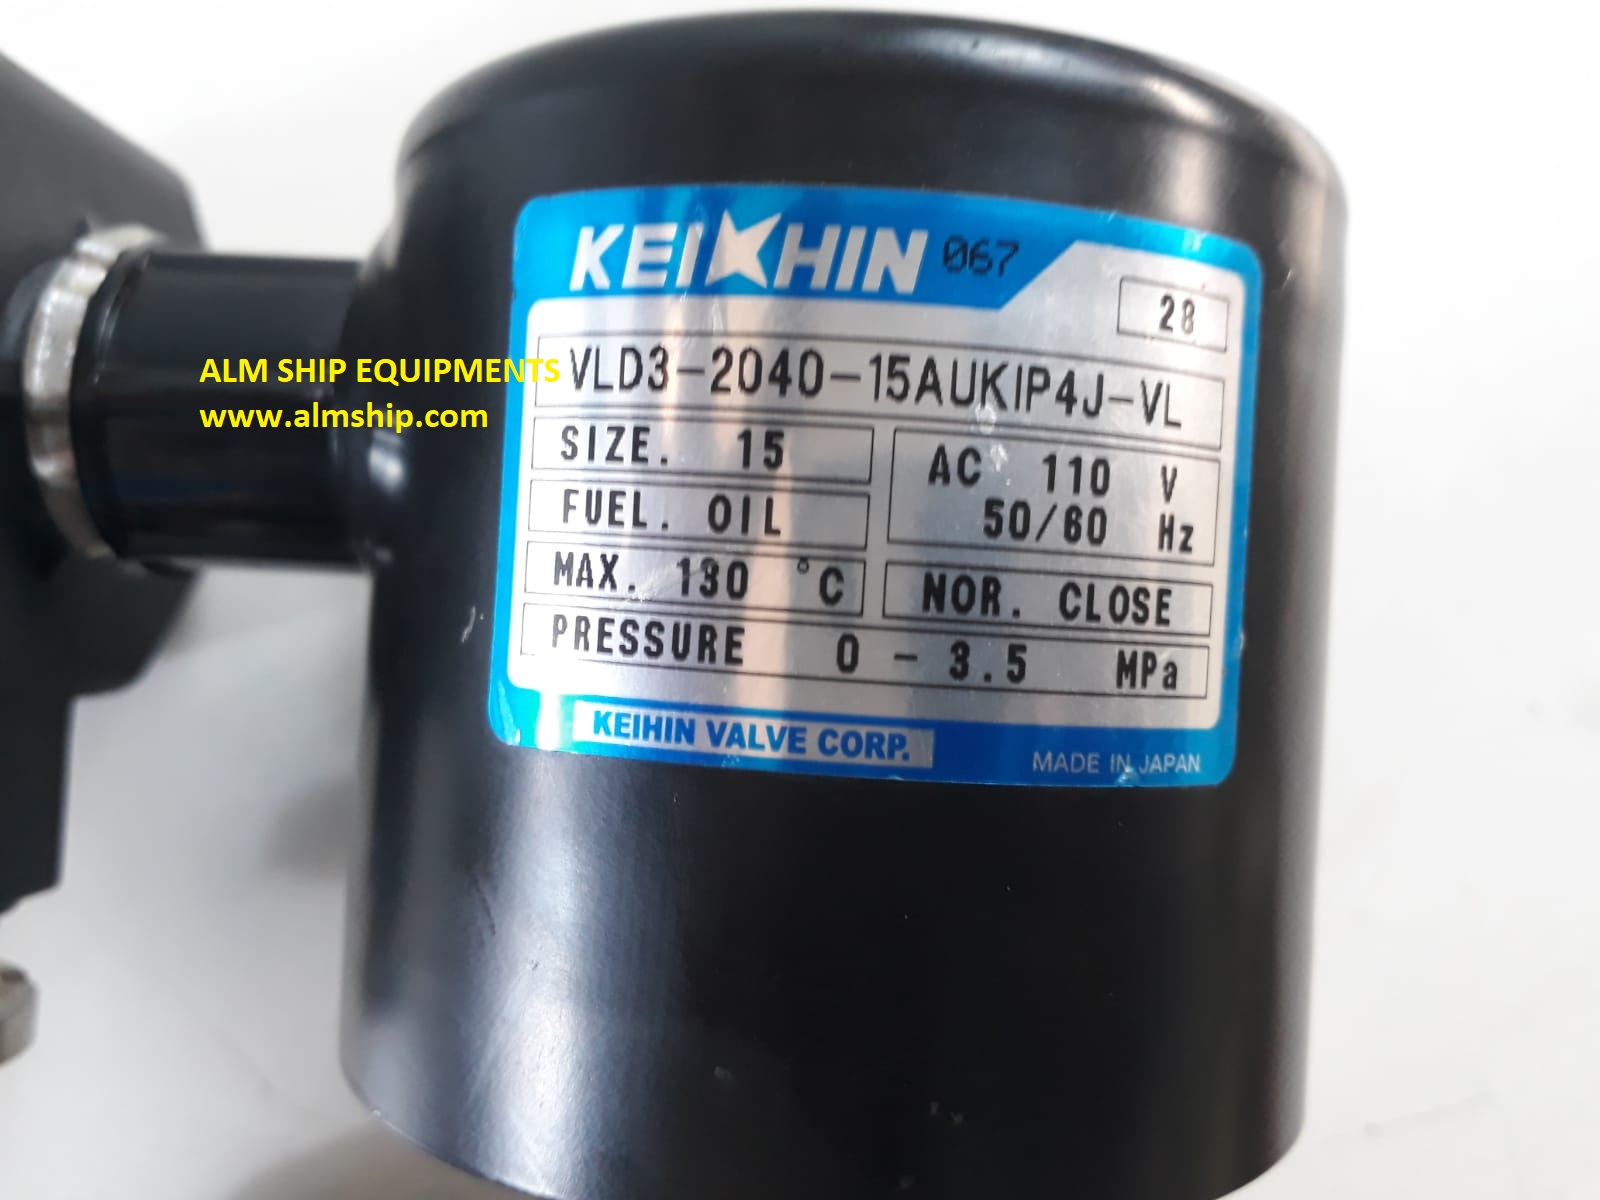 KEIHIN 067
28
VLD3-2040-15AUKIP4J-VL
SIZE. 15
AC 110 V
50/60 Hz
FUEL. OIL
MAX. 130 °C
NOR. CLOSE
PRESSURE 0 - 3.5 MPa
KEIHIN VALVE CORP.
MADE IN JAPAN
ALM SHIP EQUIPMENTS
www.almship.com